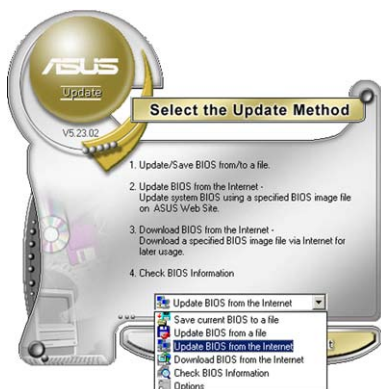 ASUS
Update
V5.23.02
Select the Update Method
1. Update/Save BIOS from/to a file.
2. Update BIOS from the Internet -
Update system BIOS using a specified BIOS image file
on ASUS Web Site.
3. Download BIOS from the Internet -
Download a specified BIOS image file via Internet for
later usage.
4. Check BIOS Information
Update BIOS from the Internet
Save current BIOS to a file
Update BIOS from a file
Update BIOS from the Internet
Download BIOS from the Internet
Check BIOS Information
Options